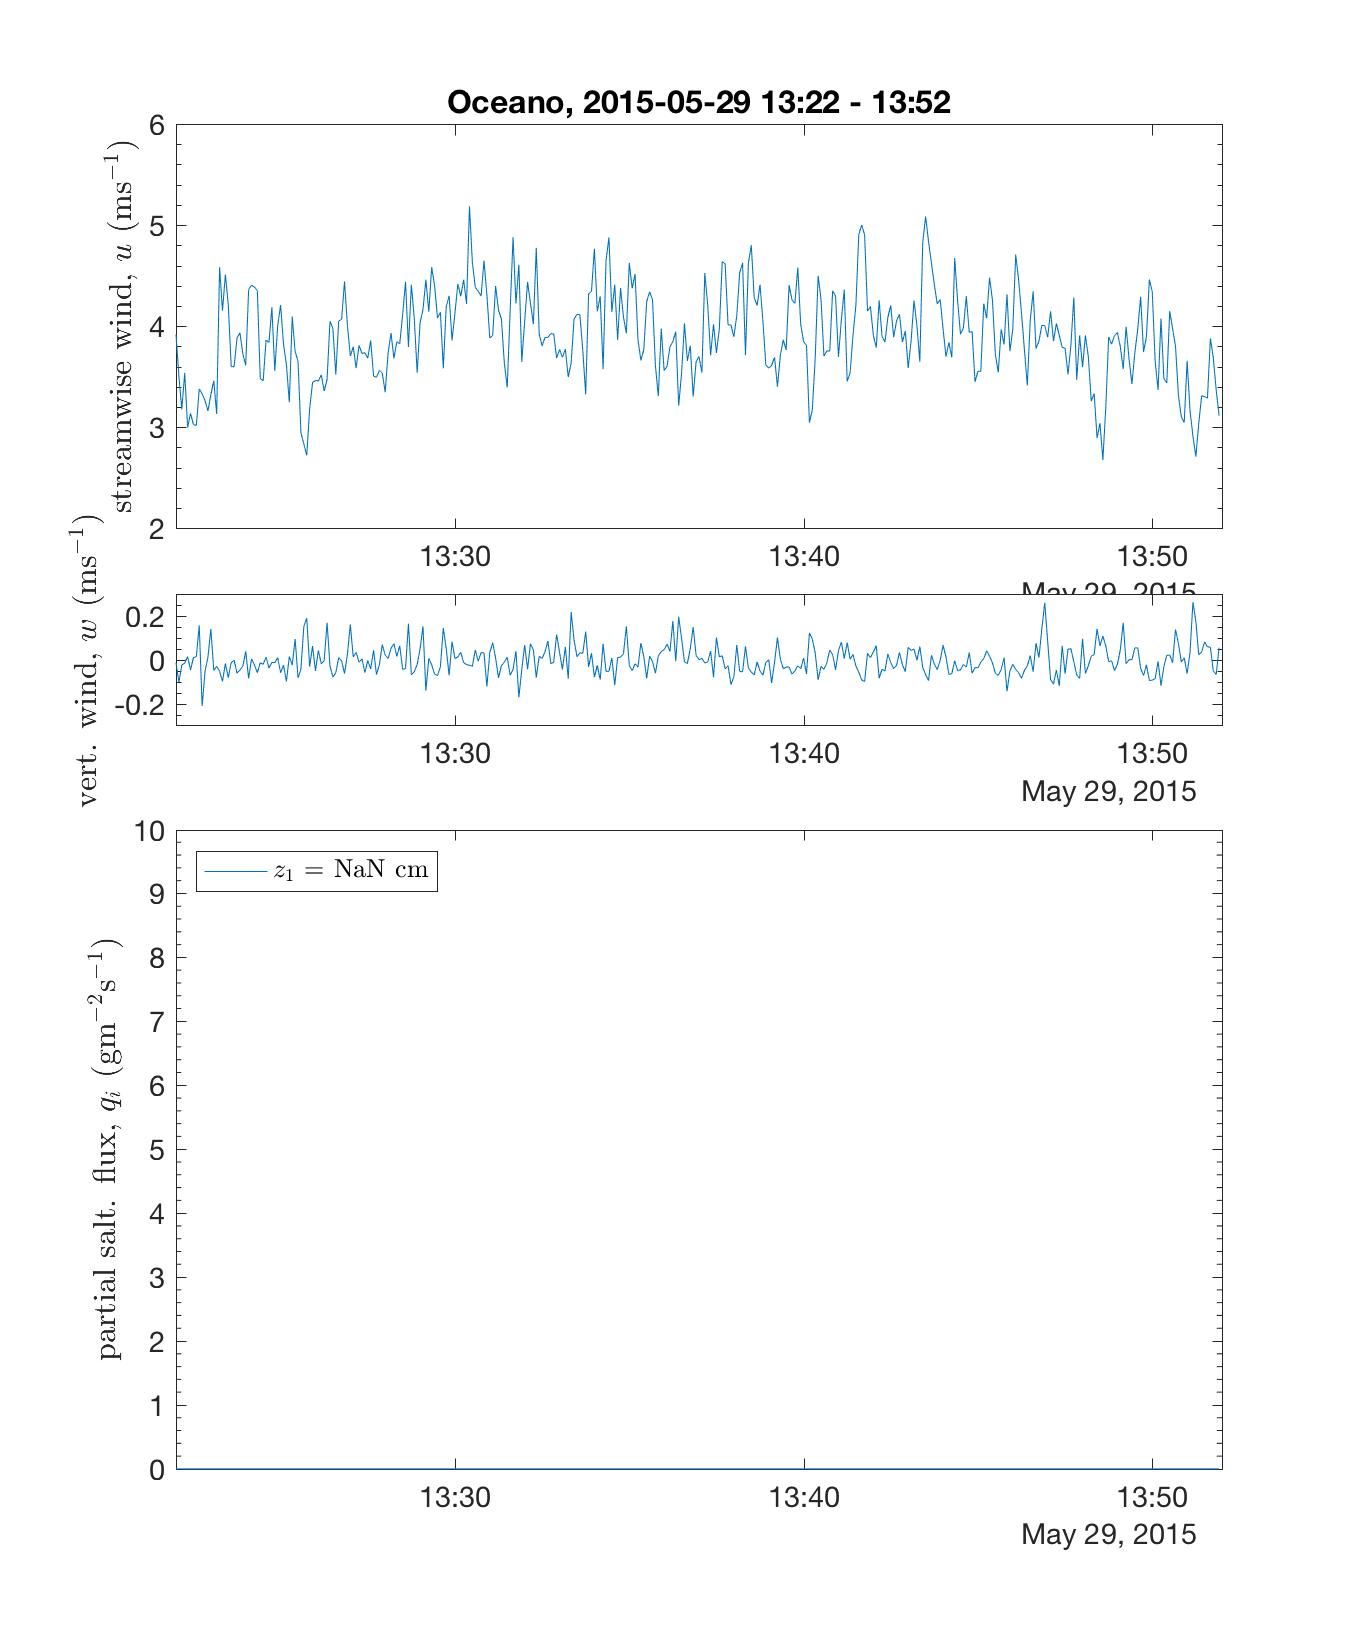 Oceano, 2015-05-29 13:22 - 13:52
streamwise wind, u (ms⁻¹)
6
5
4
3
2
13:30 13:40 13:50
May 29, 2015
vert. wind, w (ms⁻¹)
0.2
0
-0.2
13:30 13:40 13:50
May 29, 2015
partial salt. flux, qᵢ (gm⁻²s⁻¹)
10
9
8
7
6
5
4
3
2
1
0
z₁ = NaN cm
13:30 13:40 13:50
May 29, 2015